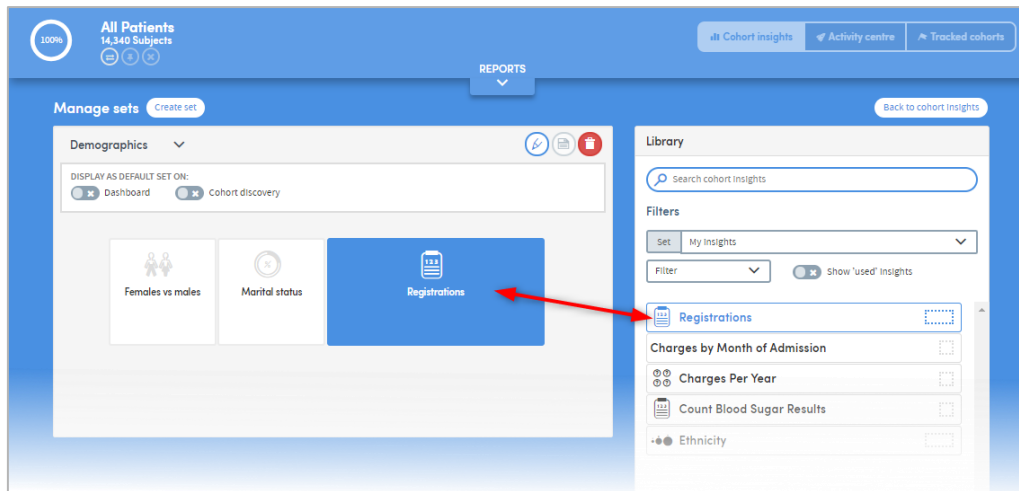 100%
All Patients
14,340 Subjects
Cohort insights
Activity centre
Tracked cohorts
REPORTS
Manage sets
Create set
Back to cohort insights
Demographics
DISPLAY AS DEFAULT SET ON:
Dashboard
Cohort discovery
Females vs males
Marital status
123
Registrations
Library
Search cohort insights
Filters
Set
My Insights
Filter
Show 'used' insights
123
Registrations
Charges by Month of Admission
Charges Per Year
123
Count Blood Sugar Results
Ethnicity